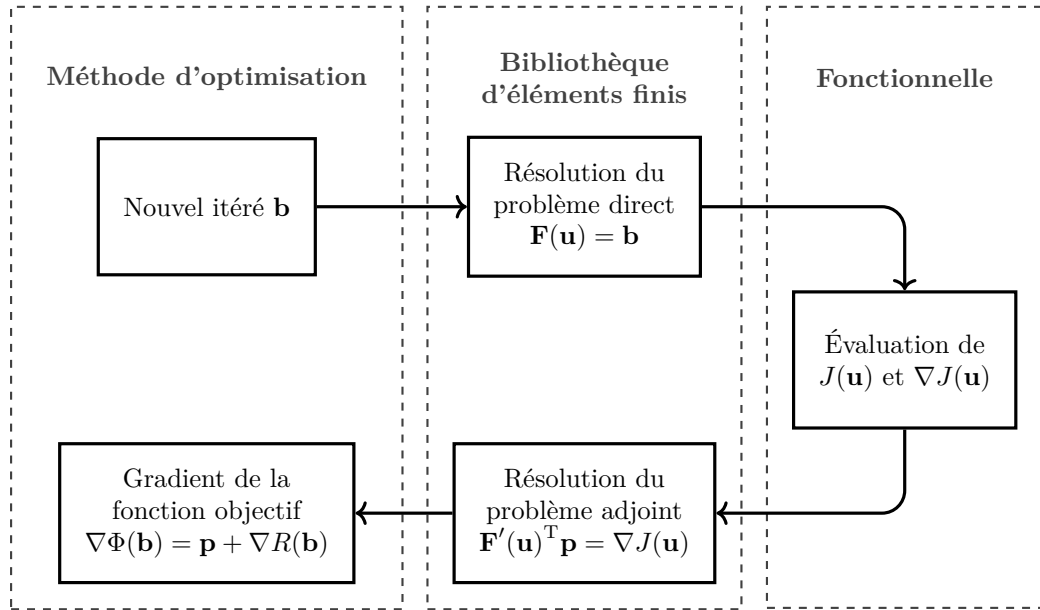 Méthode d'optimisation
Bibliothèque
d'éléments finis
Fonctionnelle
Nouvel itéré b
Résolution du
problème direct
F(u) = b
Évaluation de
J(u) et ∇J(u)
Résolution du
problème adjoint
F′(u)ᵀp = ∇J(u)
Gradient de la
fonction objectif
∇Φ(b) = p + ∇R(b)